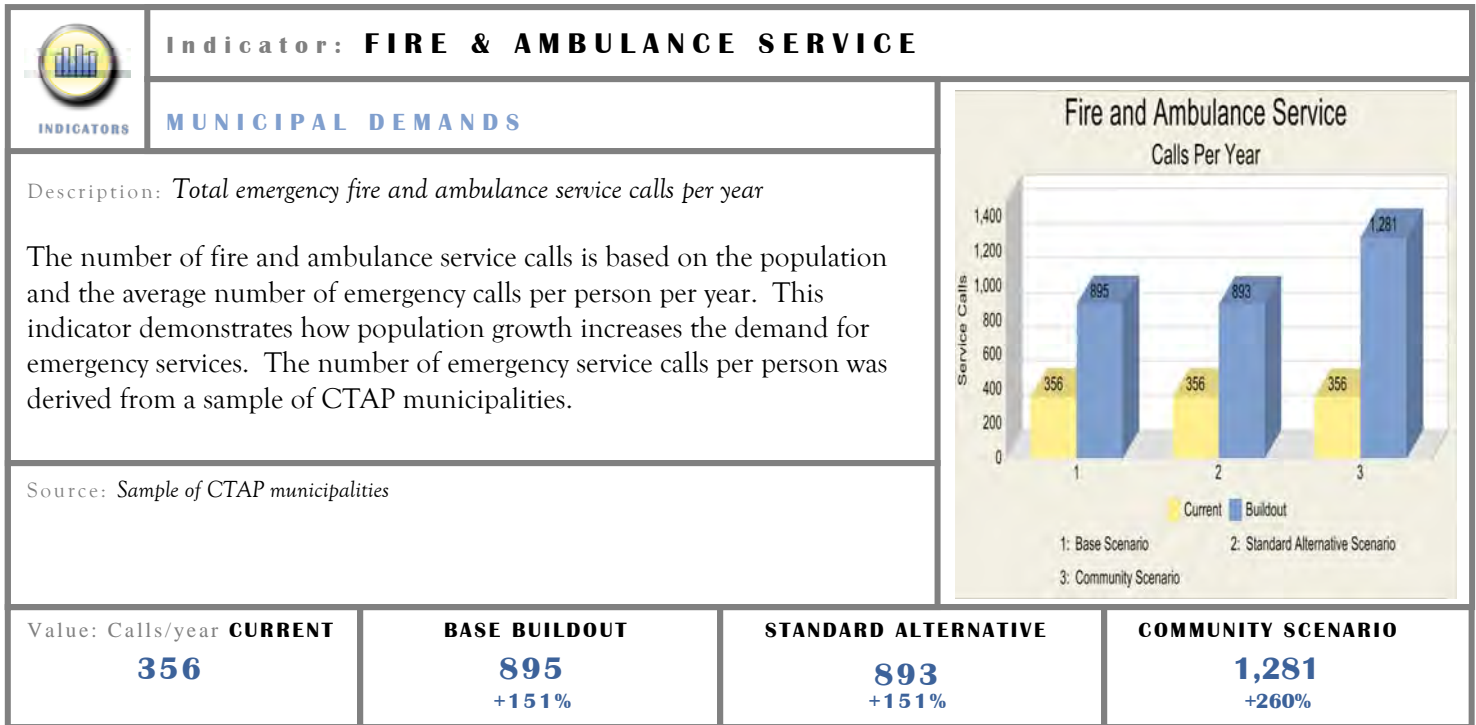 INDICATORS
Indicator: FIRE & AMBULANCE SERVICE
MUNICIPAL DEMANDS
Description: Total emergency fire and ambulance service calls per year
The number of fire and ambulance service calls is based on the population
and the average number of emergency calls per person per year. This
indicator demonstrates how population growth increases the demand for
emergency services. The number of emergency service calls per person was
derived from a sample of CTAP municipalities.
Source: Sample of CTAP municipalities
Fire and Ambulance Service
Calls Per Year
Service Calls
1,400
1,200
1,000
800
600
400
200
0
356
895
356
893
356
1,281
1
2
3
Current
Buildout
1: Base Scenario
2: Standard Alternative Scenario
3: Community Scenario
Value: Calls/year CURRENT
356
BASE BUILDOUT
895
+151%
STANDARD ALTERNATIVE
893
+151%
COMMUNITY SCENARIO
1,281
+260%